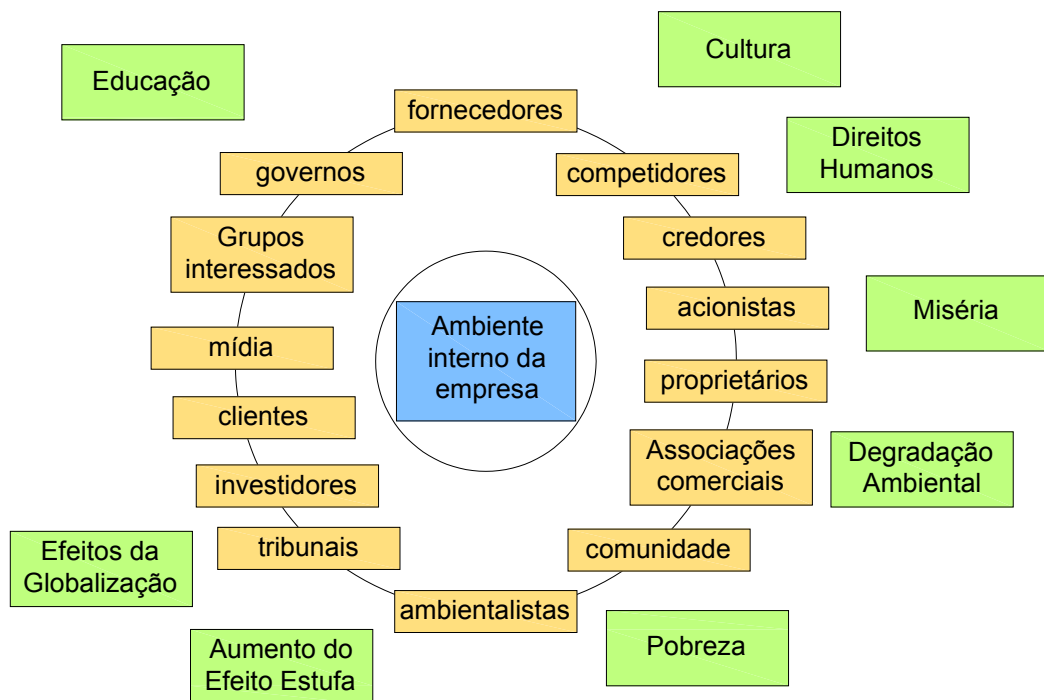 Cultura
Educação
fornecedores
Direitos
Humanos
governos
competidores
Grupos
interessados
credores
acionistas
Miséria
Ambiente
interno da
empresa
mídia
proprietários
clientes
Associações
comerciais
Degradação
Ambiental
investidores
tribunais
comunidade
Efeitos da
Globalização
ambientalistas
Aumento do
Efeito Estufa
Pobreza